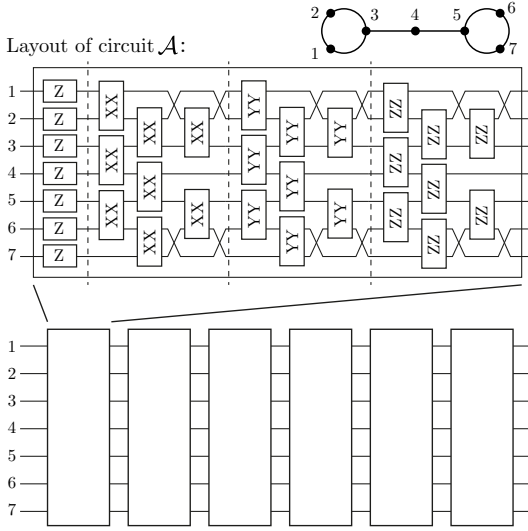 2 3 4 5 6
1 7
Layout of circuit 𝒜:
1 Z
XX YY ZZ
2 Z
XX XX YY YY ZZ ZZ
3 Z
XX YY ZZ
4 Z
XX YY ZZ
5 Z
XX XX YY YY ZZ ZZ
6 Z
XX YY ZZ
7 Z
1
2
3
4
5
6
7